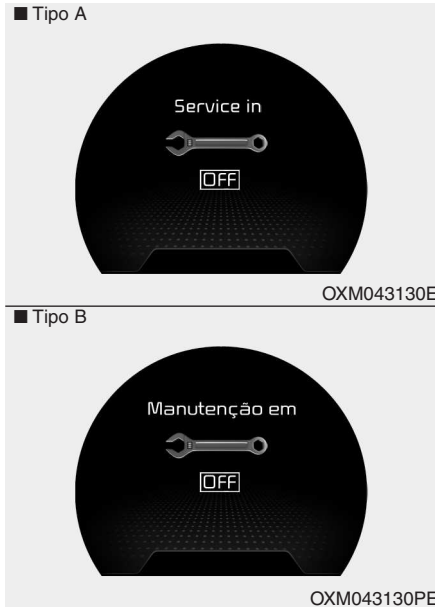 ■ Tipo A
Service in
OFF
OXM043130E
■ Tipo B
Manutenção em
OFF
OXM043130PE